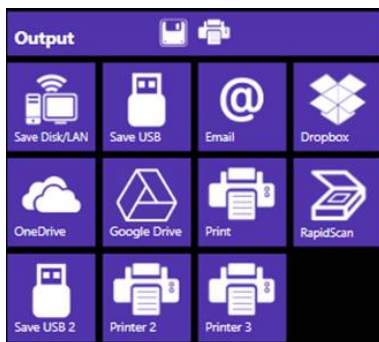 Output
Save Disk/LAN
Save USB
Email
Dropbox
OneDrive
Google Drive
Print
RapidScan
Save USB 2
Printer 2
Printer 3